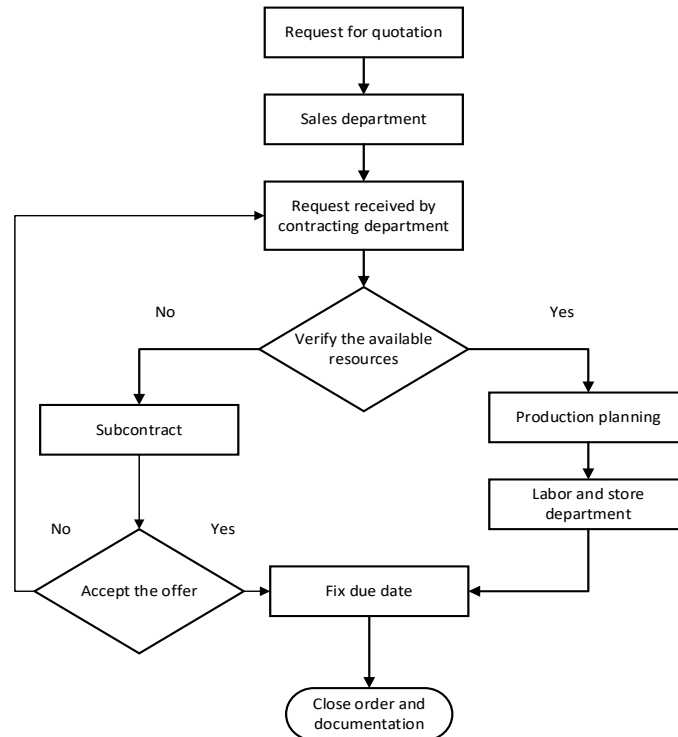 Request for quotation
Sales department
Request received by
contracting department
No
Yes
Verify the available
resources
Subcontract
Production planning
Labor and store
department
No
Yes
Accept the offer
Fix due date
Close order and
documentation